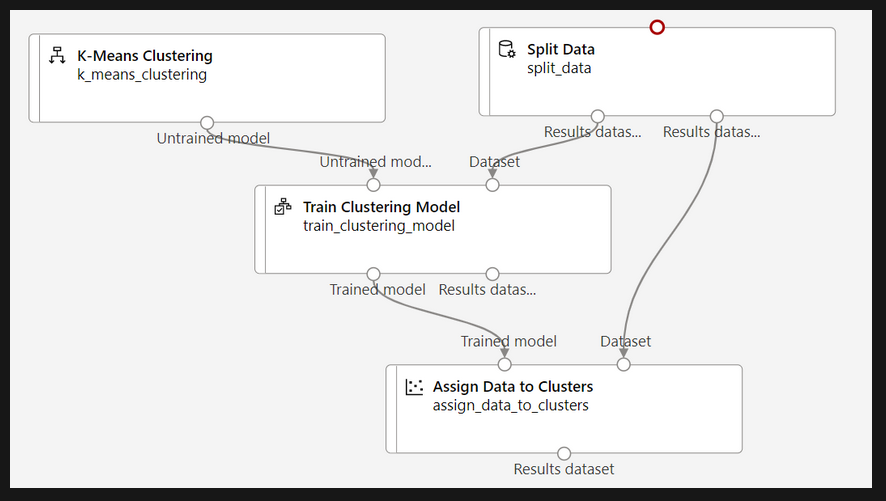 K-Means Clustering
k_means_clustering
Untrained model
Split Data
split_data
Results datas...
Results datas...
Untrained mod...
Dataset
Train Clustering Model
train_clustering_model
Trained model
Results datas...
Trained model
Dataset
Assign Data to Clusters
assign_data_to_clusters
Results dataset